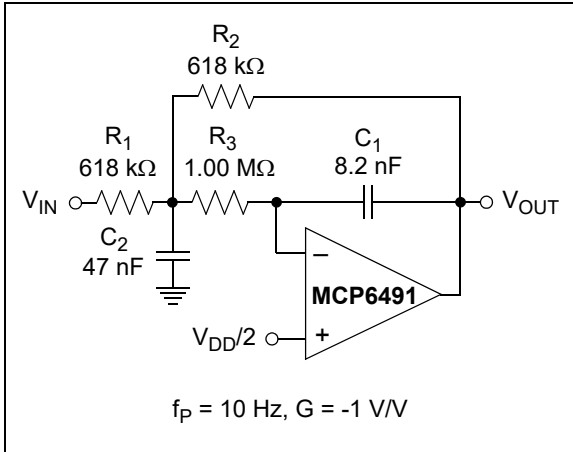 R2
618 kΩ
R1
618 kΩ
R3
1.00 MΩ
C1
8.2 nF
VIN
VOUT
C2
47 nF
–
MCP6491
+
VDD/2
fP = 10 Hz, G = -1 V/V